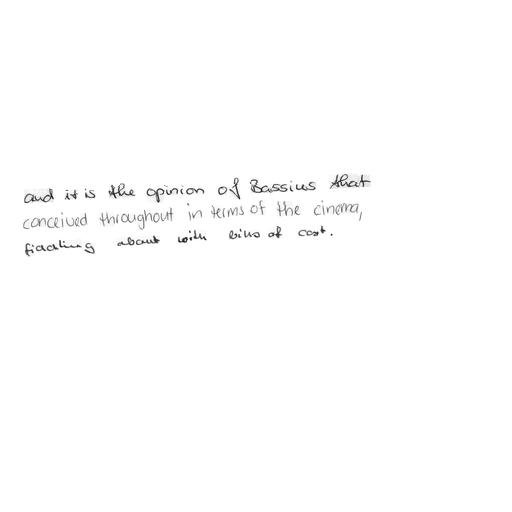 and it is the opinion of Bassius that
conceived throughout in terms of the cinema,
fiddling about with bills of cost.